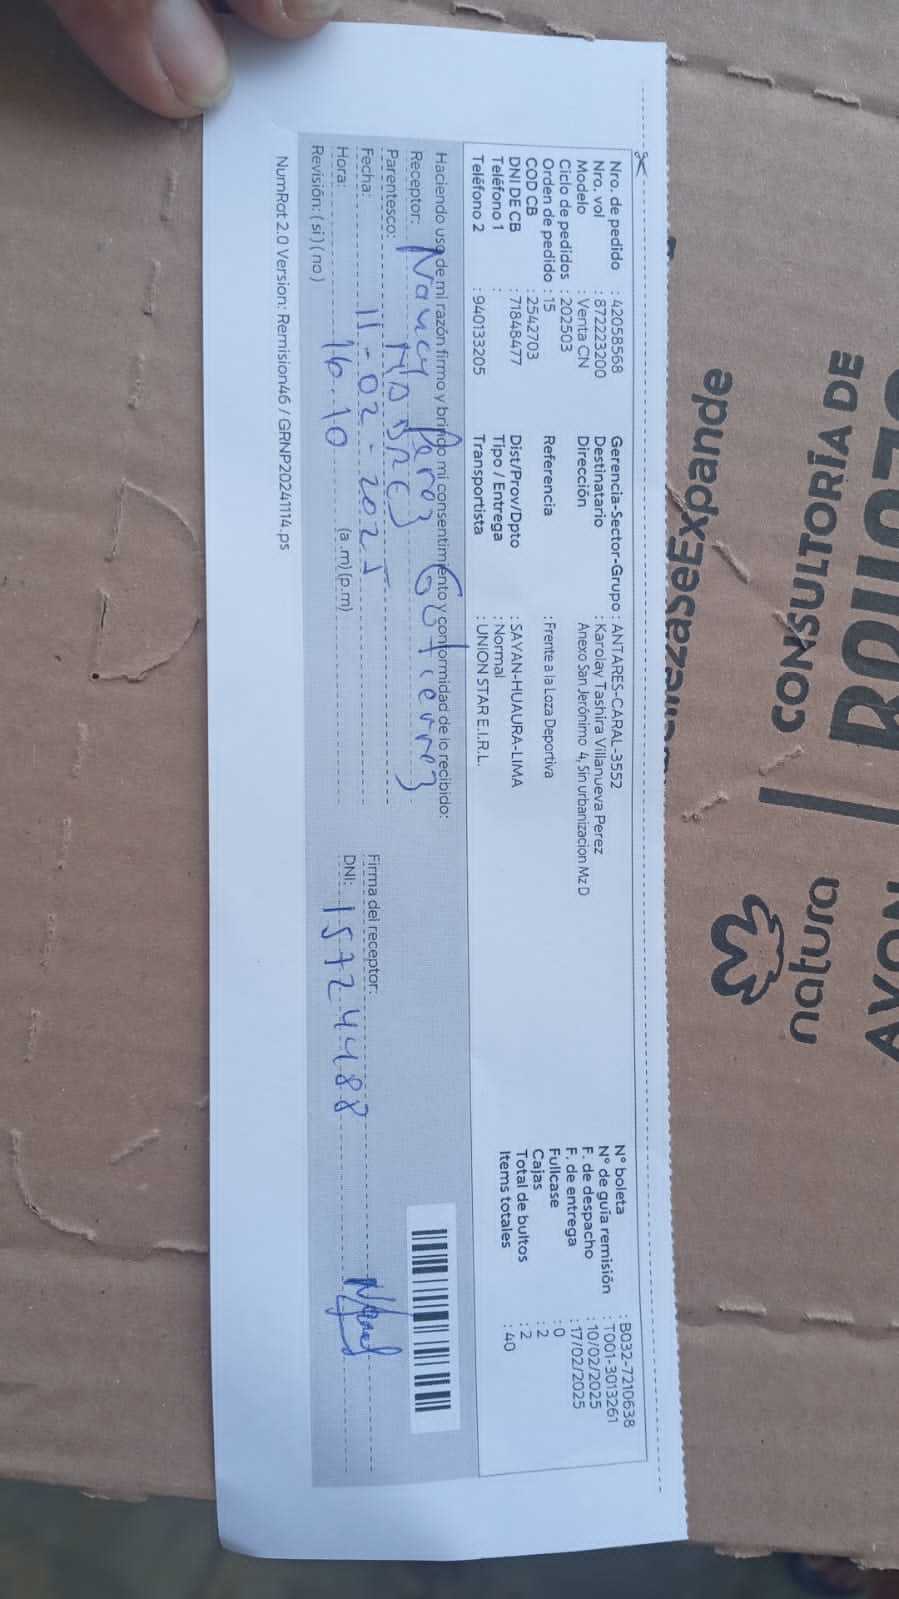 Nro. de pedido : 42058568
Nro. vol : 872223200
Modelo : Venta CN
Ciclo de pedidos : 202503
Orden de pedido : 15
COD CB : 2542703
DNI DE CB : 71848477
Teléfono 1 :
Teléfono 2 : 940133205
Gerencia-Sector-Grupo : ANTARES-CARAL-3552
Destinatario : Karolay Tashira Villanueva Perez
Dirección Anexo San Jerónimo 4, Sin urbanizacion Mz D
Referencia : Frente a la Loza Deportiva
Dist/Prov/Dpto : SAYAN-HUAURA-LIMA
Tipo / Entrega : Normal
Transportista : UNION STAR E.I.R.L.
N° boleta : B032-7210638
N° de guía remisión : T001-3013261
F. de despacho : 10/02/2025
F. de entrega : 17/02/2025
Fullcase : 0
Cajas : 2
Total de bultos : 2
Items totales : 40
Haciendo uso de mi razón firmo y brindo mi consentimiento y conformidad de lo recibido:
Receptor: Nancy Perez Gutierrez
Parentesco:
Fecha: 11-02-2025
Hora: 16.10 (a.m) (p.m)
Revisión: ( si ) ( no )
Firma del receptor:
DNI: 15724488
NumRot 2.0 Version: Remision46 / GRNP20241114.ps
CONSULTORÍA DE
natura